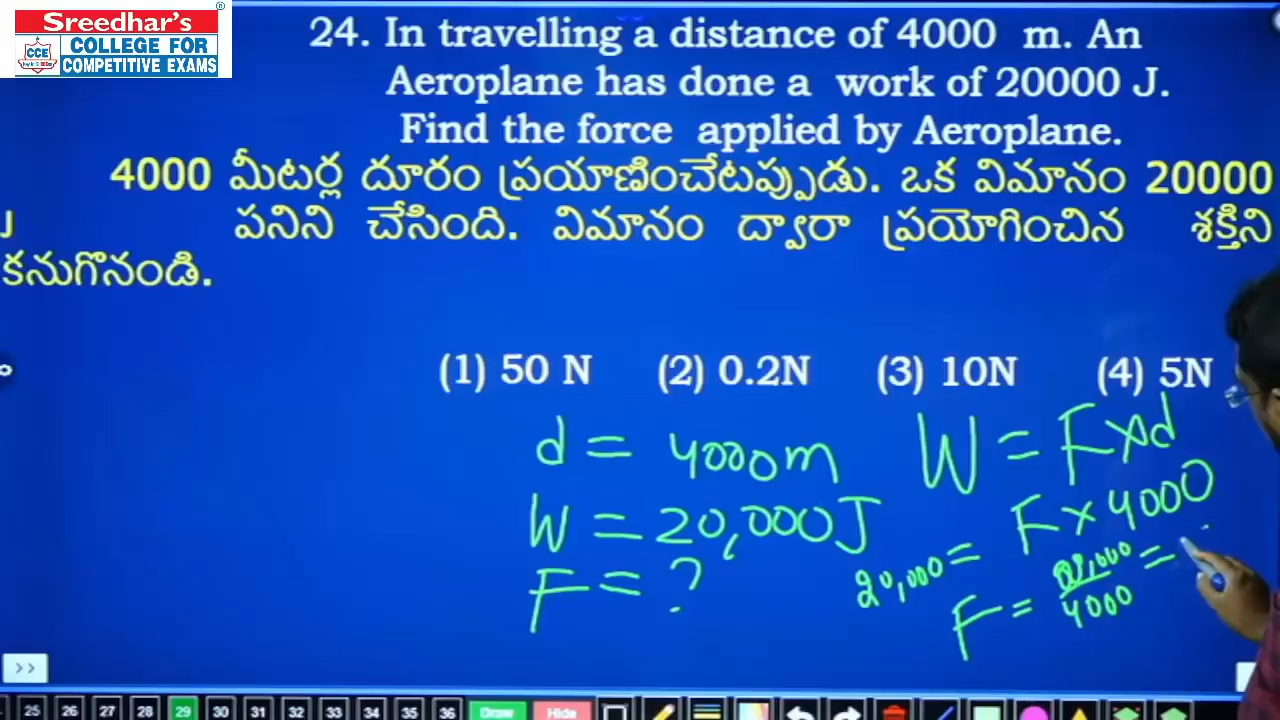 Sreedhar's
CCE
COLLEGE FOR
COMPETITIVE EXAMS
24. In travelling a distance of 4000 m. An
Aeroplane has done a work of 20000 J.
Find the force applied by Aeroplane.
4000 మీటర్ల దూరం ప్రయాణించేటప్పుడు. ఒక విమానం 20000
J పనిని చేసింది. విమానం ద్వారా ప్రయోగించిన శక్తిని
కనుగొనండి.
(1) 50 N (2) 0.2N (3) 10N (4) 5N
d = 4000m
W = 20,000J
F = ?
W = F×d
20,000 = F × 4000
F = 20,000/4000 =
>>
25 26 27 28 29 30 31 32 33 34 35 36 Draw Hide